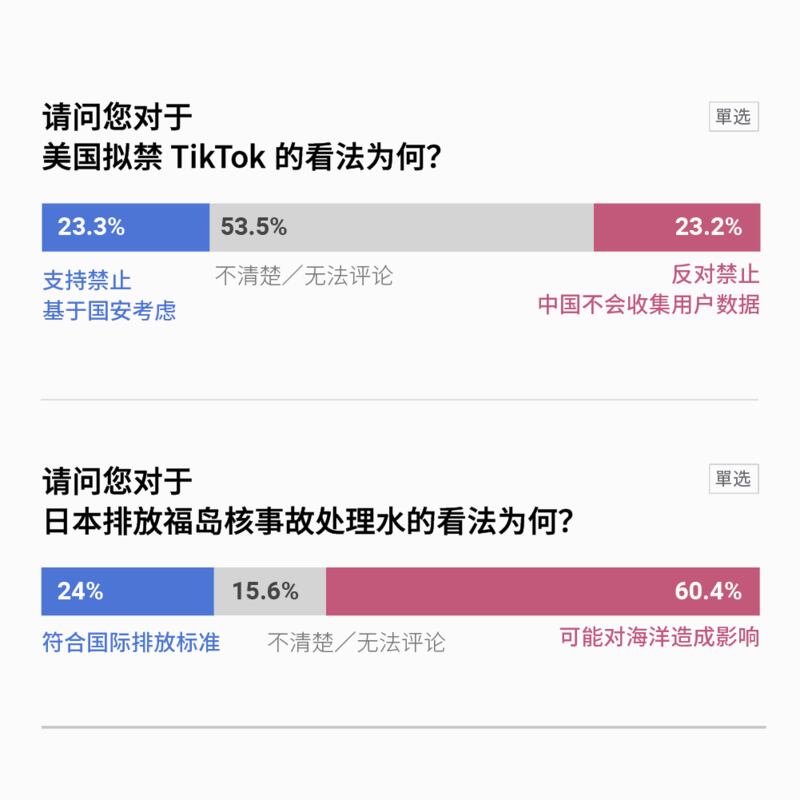 请问您对于
單选
美国拟禁 TikTok 的看法为何?
23.3%
53.5%
23.2%
支持禁止
基于国安考虑
不清楚／无法评论
反对禁止
中国不会收集用户数据
请问您对于
單选
日本排放福岛核事故处理水的看法为何?
24%
15.6%
60.4%
符合国际排放标准
不清楚／无法评论
可能对海洋造成影响